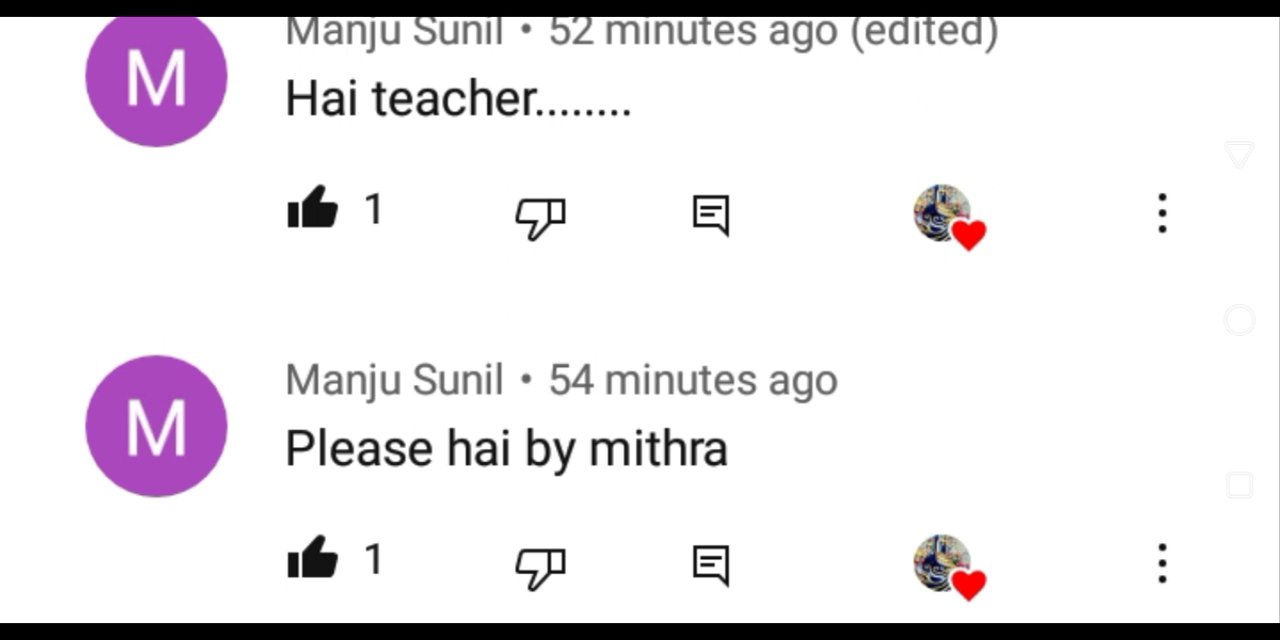 Manju Sunil • 52 minutes ago (edited)
M
Hai teacher........
1
Manju Sunil • 54 minutes ago
M
Please hai by mithra
1